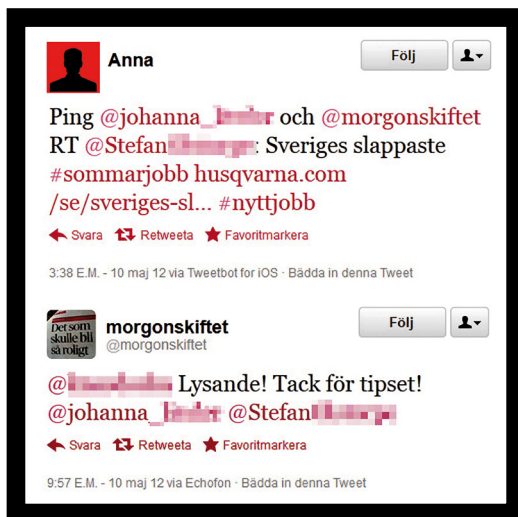 Anna
Följ
Ping @johanna_ och @morgonskiftet
RT @Stefan : Sveriges slappaste
#sommarjobb husqvarna.com
/se/sveriges-sl... #nyttjobb
Svara Retweeta Favoritmarkera
3:38 E.M. - 10 maj 12 via Tweetbot for iOS · Bädda in denna Tweet
Det som
skulle bli
så roligt
morgonskiftet
@morgonskiftet
Följ
@ Lysande! Tack för tipset!
@johanna_ @Stefan
Svara Retweeta Favoritmarkera
9:57 E.M. - 10 maj 12 via Echofon · Bädda in denna Tweet